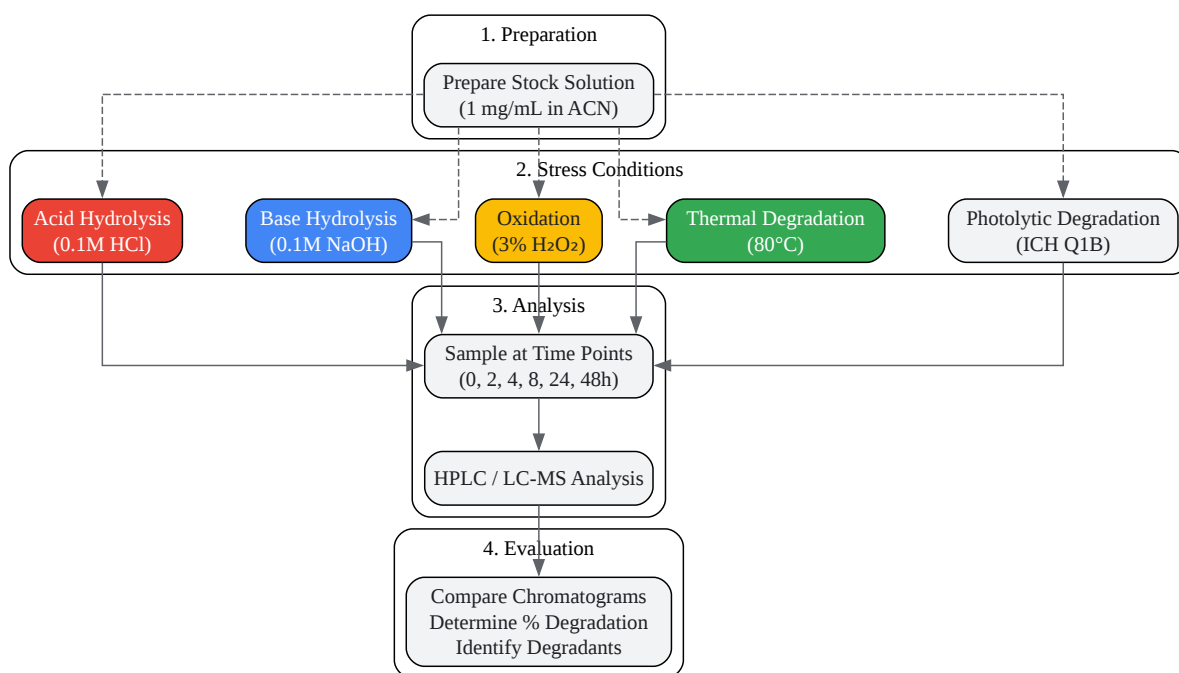 1. Preparation
Prepare Stock Solution
(1 mg/mL in ACN)
2. Stress Conditions
Acid Hydrolysis
(0.1M HCl)
Base Hydrolysis
(0.1M NaOH)
Oxidation
(3% H₂O₂)
Thermal Degradation
(80°C)
Photolytic Degradation
(ICH Q1B)
3. Analysis
Sample at Time Points
(0, 2, 4, 8, 24, 48h)
HPLC / LC-MS Analysis
4. Evaluation
Compare Chromatograms
Determine % Degradation
Identify Degradants